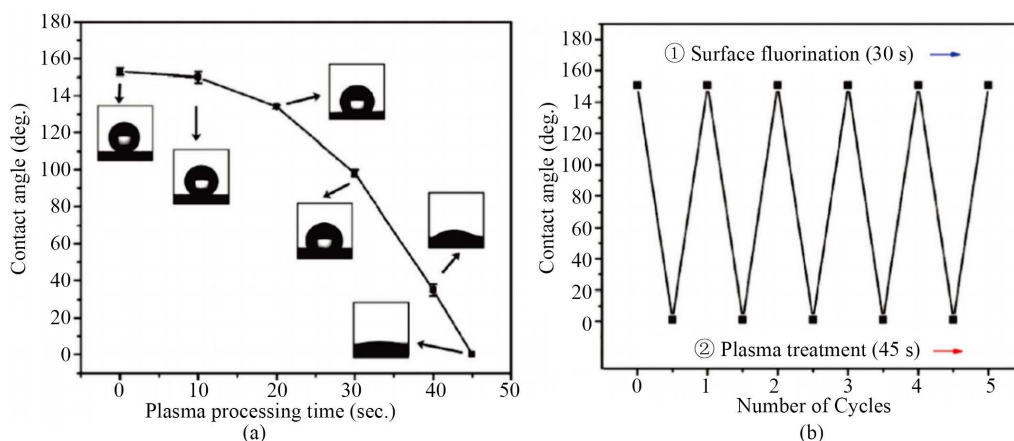 180
160
14
120
100
80
60
40
20
0
Contact angle (deg.)
0 10 20 30 40 50
Plasma processing time (sec.)
(a)
180
160
14
120
100
80
60
40
20
0
Contact angle (deg.)
① Surface fluorination (30 s)
② Plasma treatment (45 s)
0 1 2 3 4 5
Number of Cycles
(b)